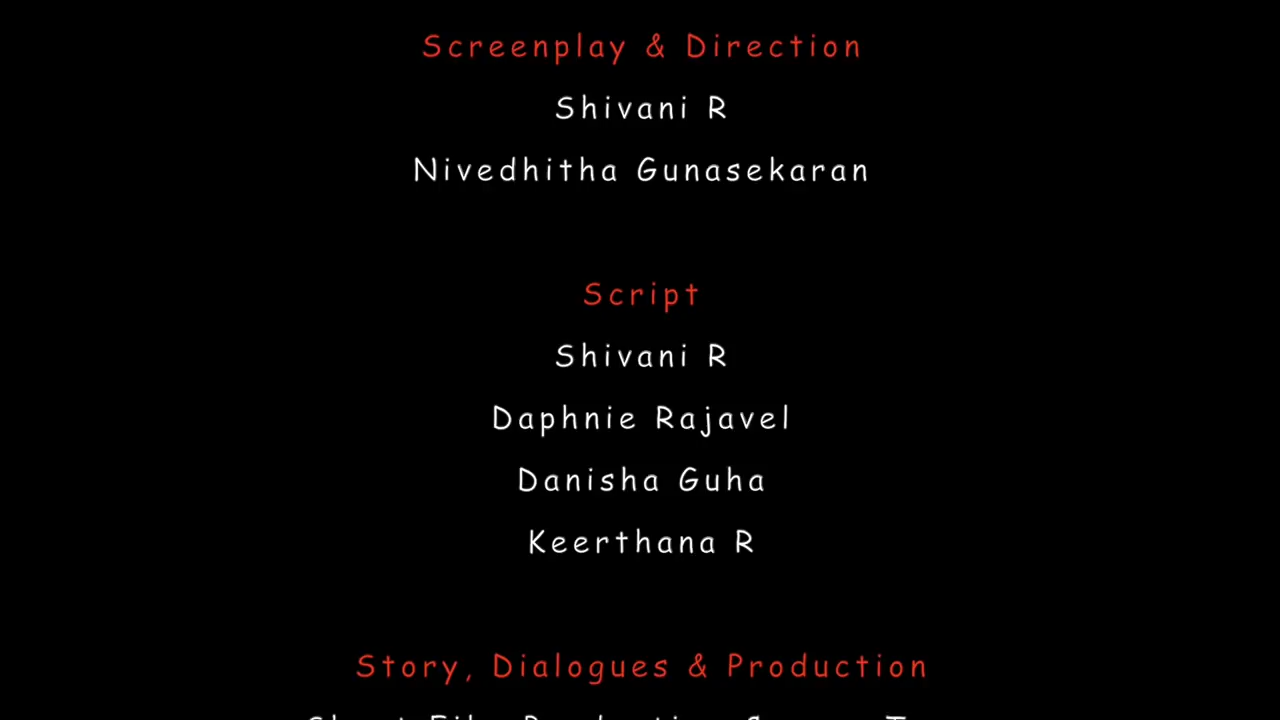 Screenplay & Direction
Shivani R
Nivedhitha Gunasekaran
Script
Shivani R
Daphnie Rajavel
Danisha Guha
Keerthana R
Story, Dialogues & Production